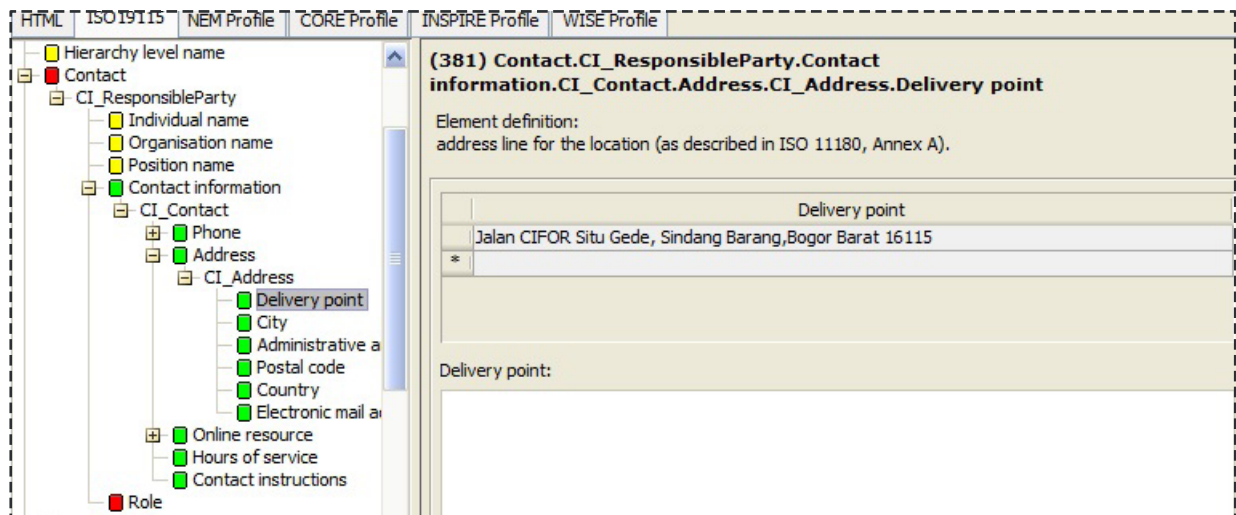 HTML ISO19115 NEM Profile CORE Profile INSPIRE Profile WISE Profile
Hierarchy level name
Contact
CI_ResponsibleParty
Individual name
Organisation name
Position name
Contact information
CI_Contact
Phone
Address
CI_Address
Delivery point
City
Administrative a
Postal code
Country
Electronic mail a
Online resource
Hours of service
Contact instructions
Role
(381) Contact.CI_ResponsibleParty.Contact
information.CI_Contact.Address.CI_Address.Delivery point
Element definition:
address line for the location (as described in ISO 11180, Annex A).
Delivery point
Jalan CIFOR Situ Gede, Sindang Barang,Bogor Barat 16115
*
Delivery point: